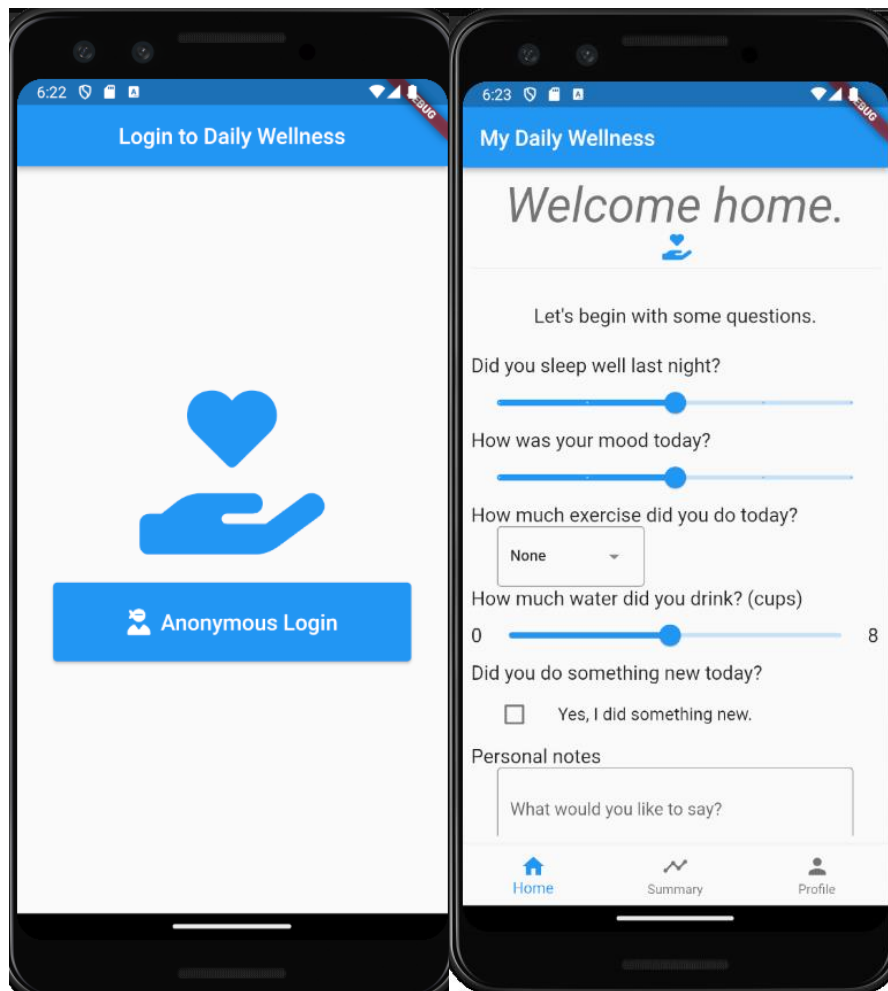 6:22
EBUG
Login to Daily Wellness
Anonymous Login
6:23
EBUG
My Daily Wellness
Welcome home.
Let's begin with some questions.
Did you sleep well last night?
How was your mood today?
How much exercise did you do today?
None
How much water did you drink? (cups)
0 8
Did you do something new today?
Yes, I did something new.
Personal notes
What would you like to say?
Home Summary Profile